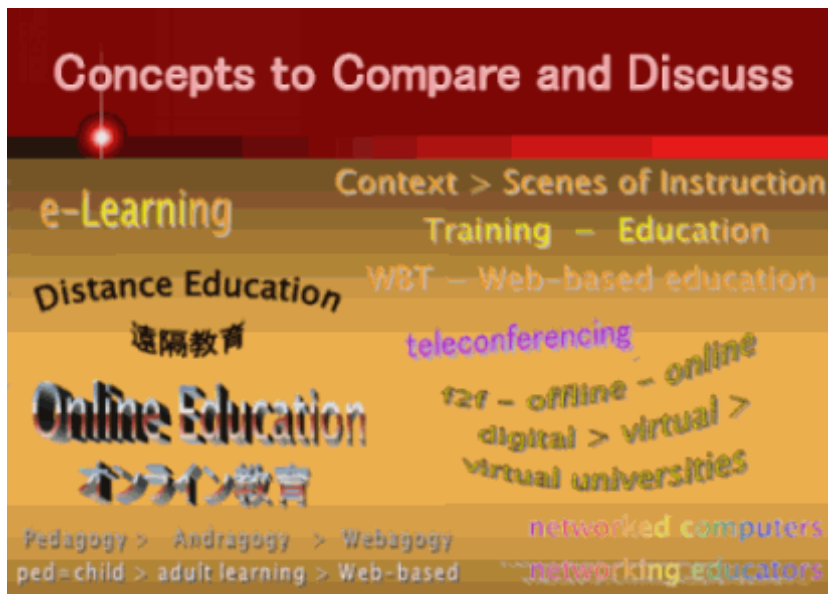 Concepts to Compare and Discuss
e-Learning
Distance Education
遠隔教育
Online Education
オンライン教育
Pedagogy > Andragogy > Webagogy
ped=child > adult learning > Web-based
Context > Scenes of Instruction
Training – Education
WBT – Web-based education
teleconferencing
f2f – offline – online
digital > virtual >
virtual universities
networked computers
networking educators